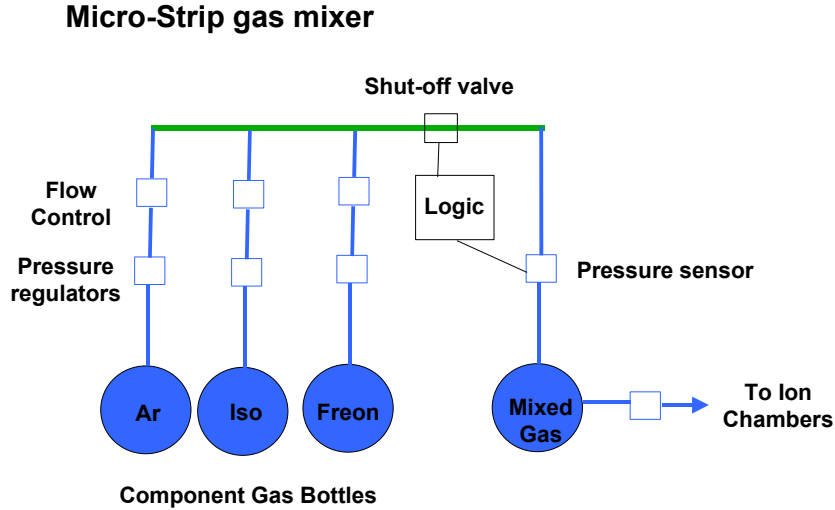 Micro-Strip gas mixer
Shut-off valve
Flow
Control
Logic
Pressure
regulators
Pressure sensor
Ar
Iso
Freon
Mixed
Gas
To Ion
Chambers
Component Gas Bottles